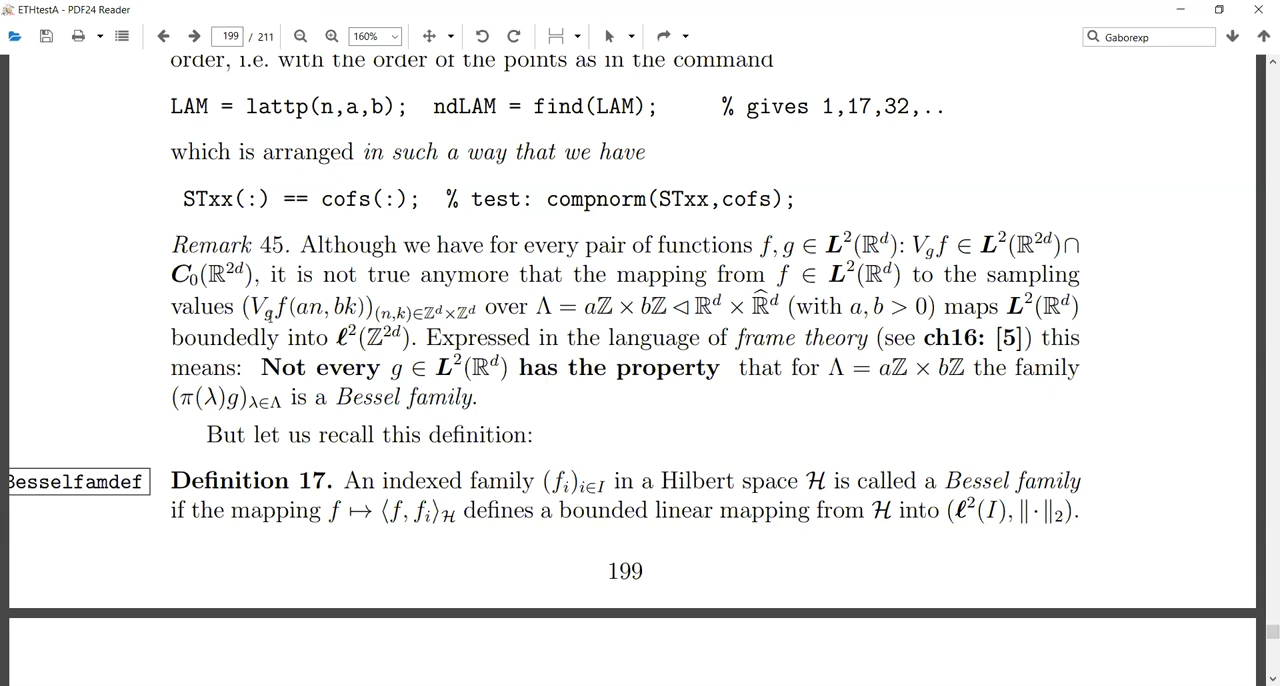 ETHtestA - PDF24 Reader
199 / 211 160% Gaborexp
order, i.e. with the order of the points as in the command
LAM = lattp(n,a,b); ndLAM = find(LAM); % gives 1,17,32,..
which is arranged in such a way that we have
STxx(:) == cofs(:); % test: compnorm(STxx,cofs);
Remark 45. Although we have for every pair of functions f, g ∈ L²(ℝᵈ): V_g f ∈ L²(ℝ²ᵈ)∩
C₀(ℝ²ᵈ), it is not true anymore that the mapping from f ∈ L²(ℝᵈ) to the sampling
values (V_g f(an, bk))_{(n,k)∈ℤᵈ×ℤᵈ} over Λ = aℤ × bℤ ◁ ℝᵈ × ℝ̂ᵈ (with a, b > 0) maps L²(ℝᵈ)
boundedly into ℓ²(ℤ²ᵈ). Expressed in the language of frame theory (see ch16: [5]) this
means: Not every g ∈ L²(ℝᵈ) has the property that for Λ = aℤ × bℤ the family
(π(λ)g)_{λ∈Λ} is a Bessel family.
But let us recall this definition:
Besselfamdef
Definition 17. An indexed family (f_i)_{i∈I} in a Hilbert space ℋ is called a Bessel family
if the mapping f ↦ ⟨f, f_i⟩_ℋ defines a bounded linear mapping from ℋ into (ℓ²(I), ‖·‖₂).
199